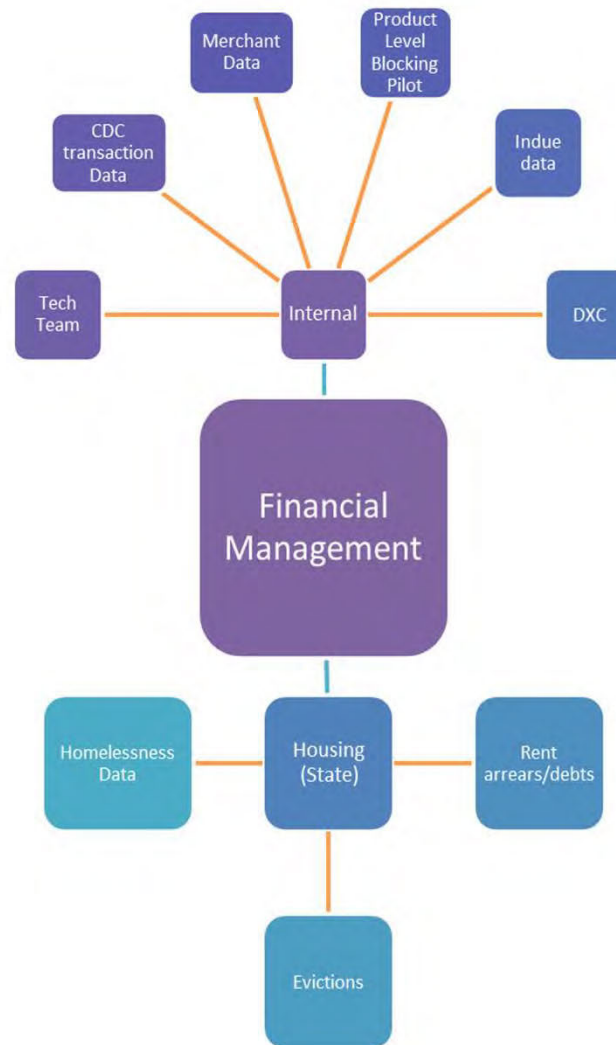 Merchant
Data
Product
Level
Blocking
Pilot
CDC
transaction
Data
Indue
data
Tech
Team
Internal
DXC
Financial
Management
Homelessness
Data
Housing
(State)
Rent
arrears/debts
Evictions